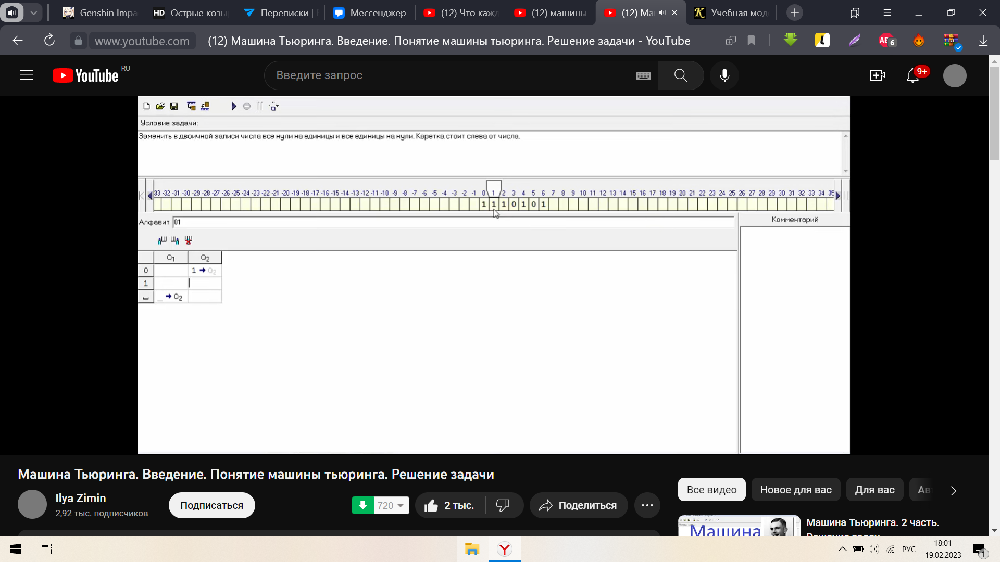 Genshin Impa
HD Острые козы
Переписки |
Мессенджер
(12) Что кажд
(12) машины
(12) Ма
K Учебная мод
www.youtube.com
(12) Машина Тьюринга. Введение. Понятие машины тьюринга. Решение задачи - YouTube
L
AB 6
YouTube RU
Введите запрос
9+
Условие задачи:
Заменить в двоичной записи числа все нули на единицы и все единицы на нули. Каретка стоит слева от числа.
33 -32 -31 -30 -29 -28 -27 -26 -25 -24 -23 -22 -21 -20 -19 -18 -17 -16 -15 -14 -13 -12 -11 -10 -9 -8 -7 -6 -5 -4 -3 -2 -1 0 1 2 3 4 5 6 7 8 9 10 11 12 13 14 15 16 17 18 19 20 21 22 23 24 25 26 27 28 29 30 31 32 33 34 35
1 1 1 0 1 0 1
Алфавит 01
Комментарий
Q1 Q2
0 1 → Q2
1
_ → Q2
Машина Тьюринга. Введение. Понятие машины тьюринга. Решение задачи
Ilya Zimin
2,92 тыс. подписчиков
Подписаться
720
2 тыс.
Поделиться
Все видео
Новое для вас
Для вас
Ав
Машина
Машина Тьюринга. 2 часть.
РУС
18:01
19.02.2023
1